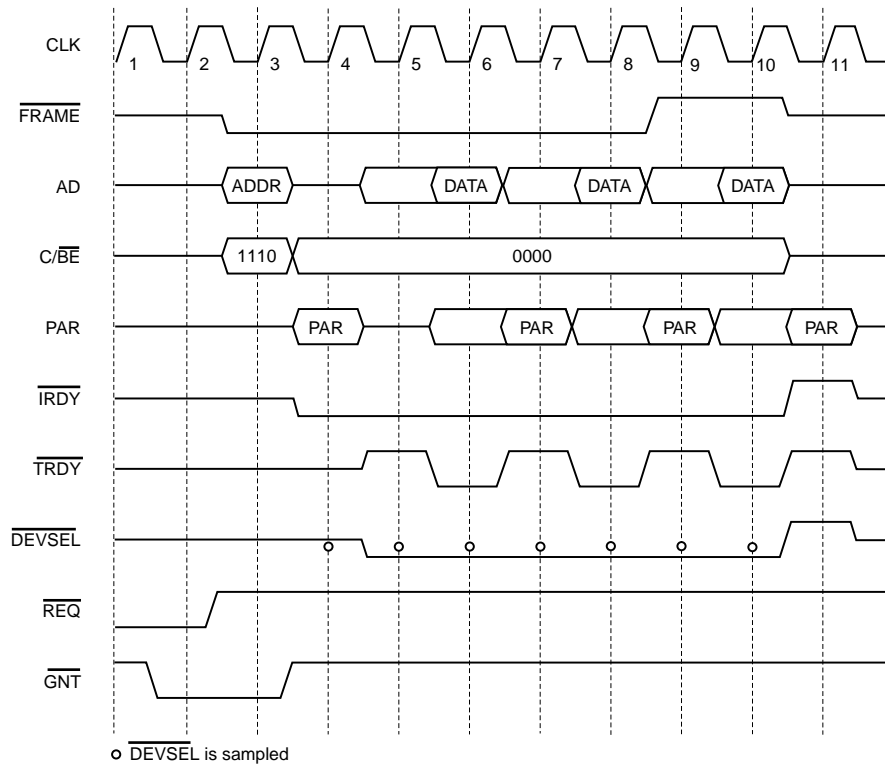 CLK
1 2 3 4 5 6 7 8 9 10 11
FRAME
AD
ADDR DATA DATA DATA
C/BE
1110 0000
PAR
PAR PAR PAR PAR
IRDY
TRDY
DEVSEL
REQ
GNT
DEVSEL is sampled